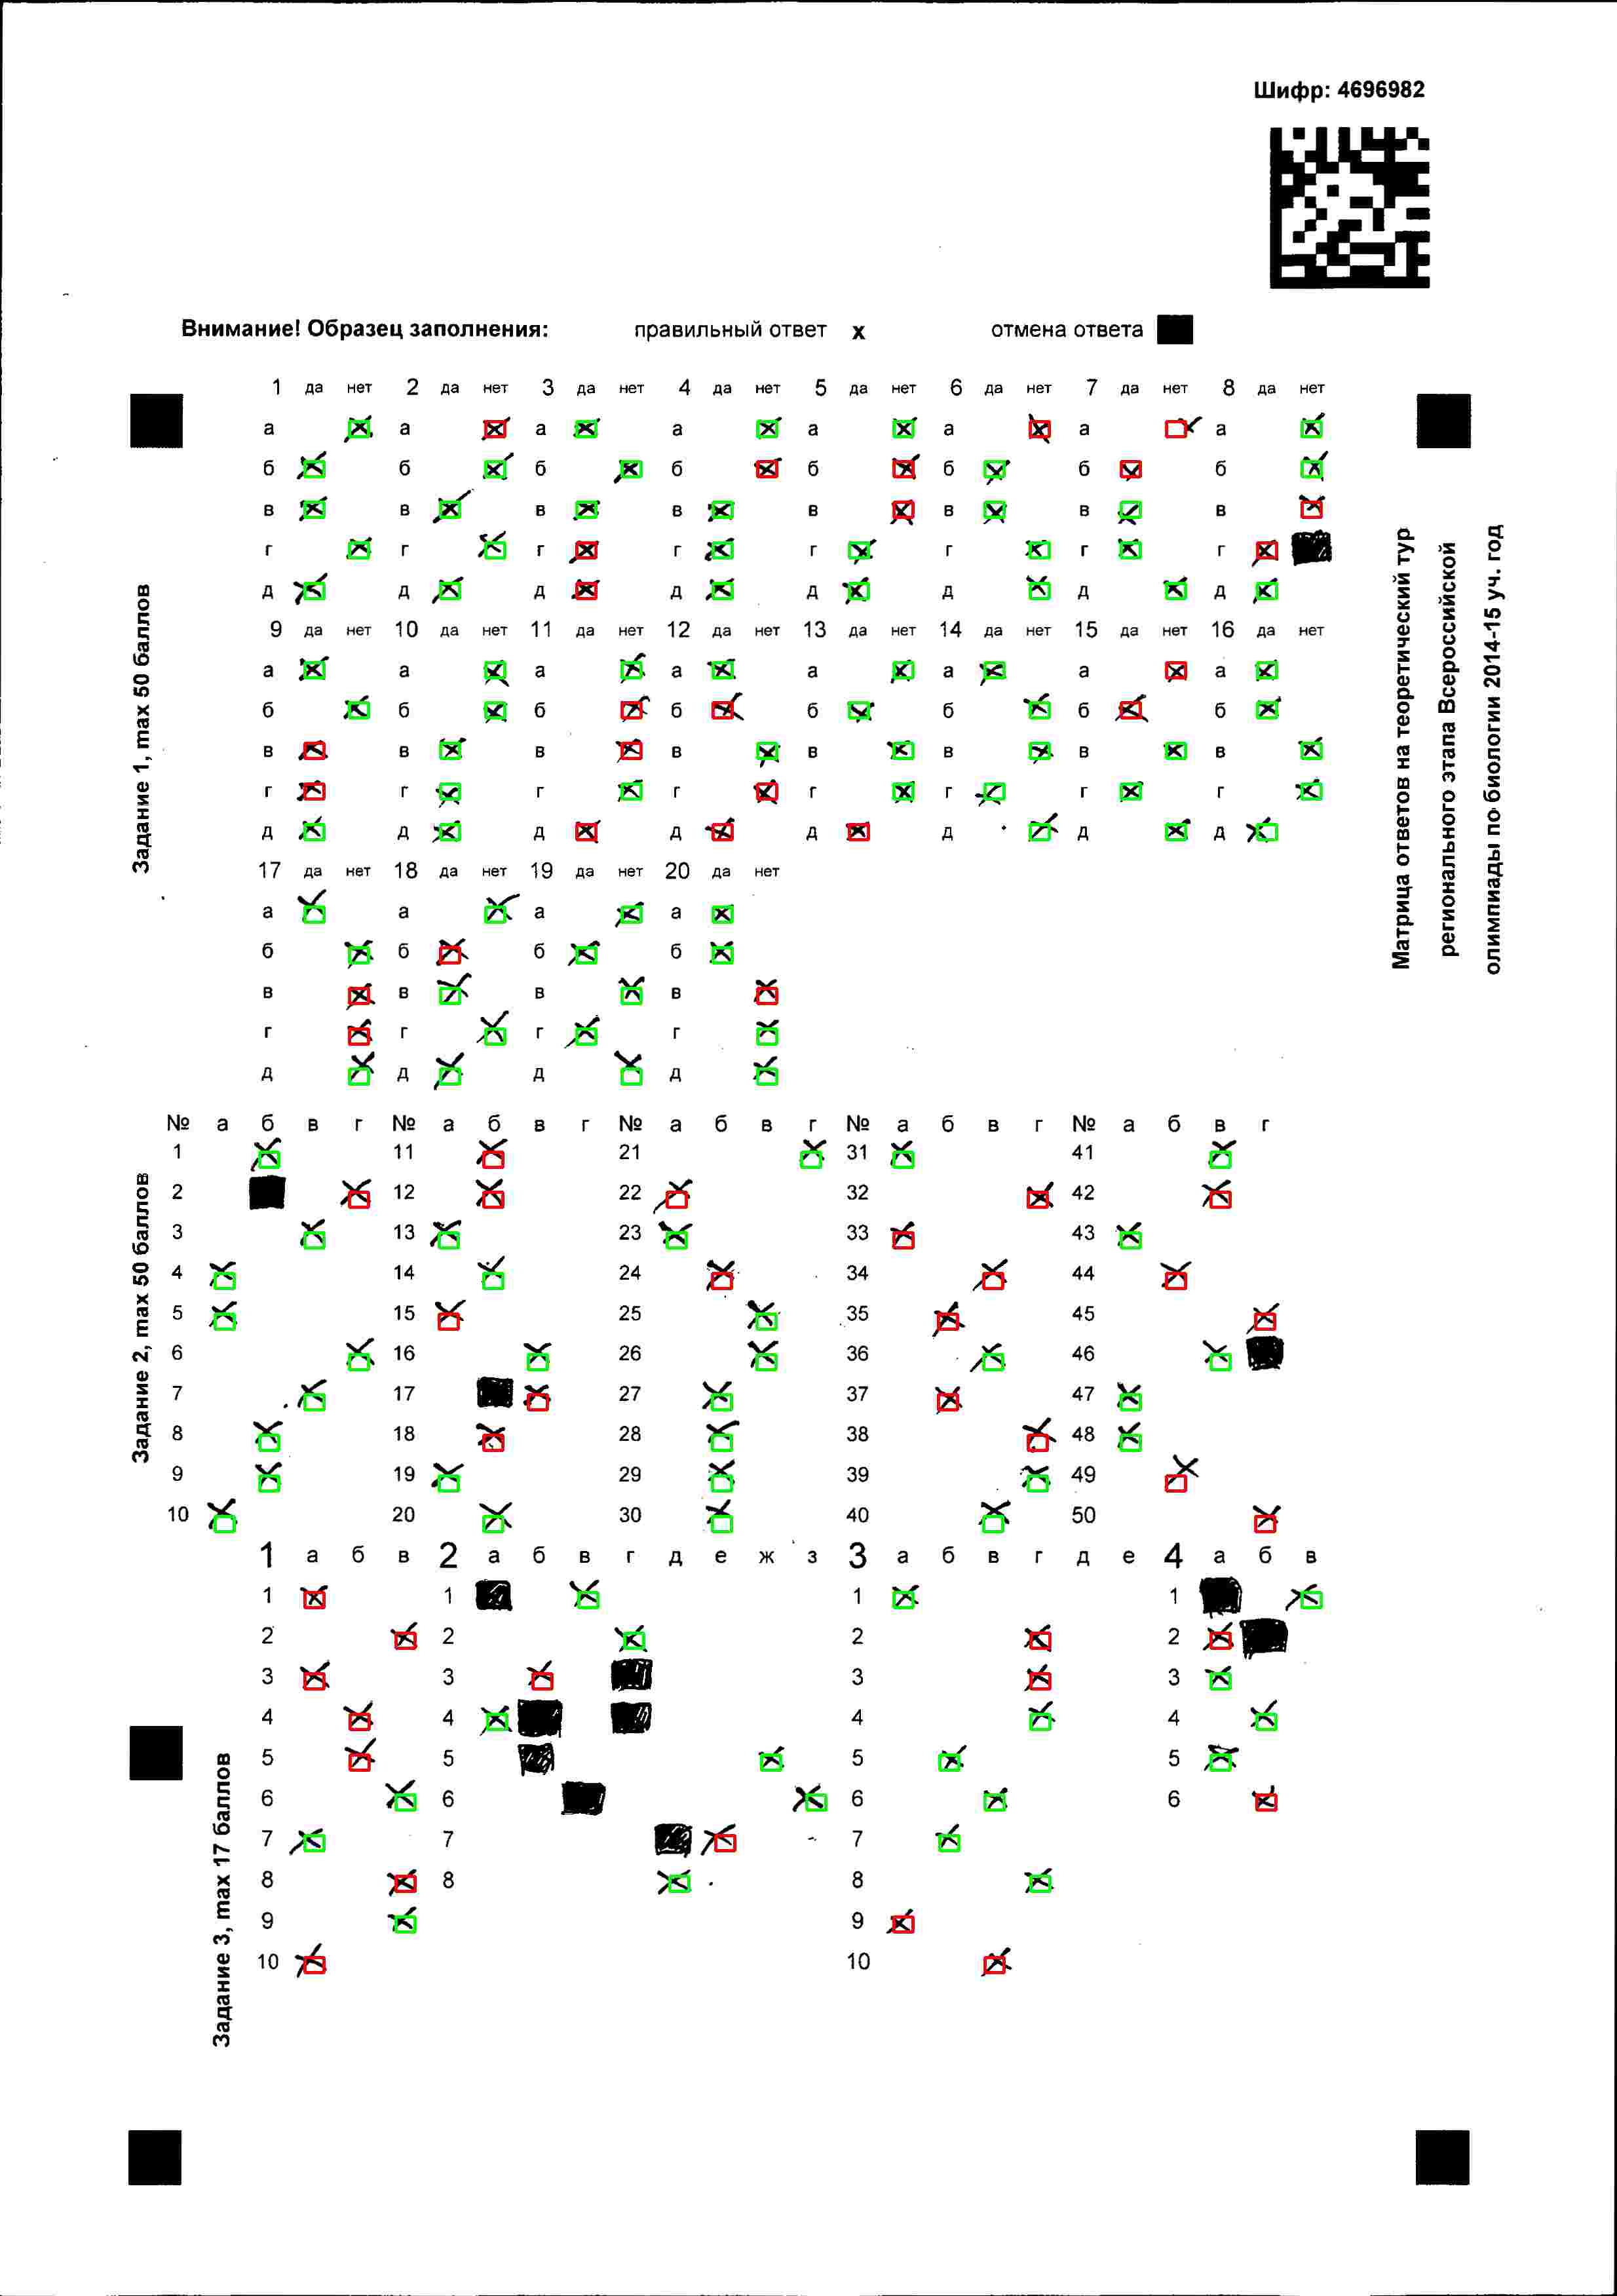 Шифр: 4696982
Внимание! Образец заполнения: правильный ответ х отмена ответа
Матрица ответов на теоретический тур
регионального этапа Всероссийской
олимпиады по биологии 2014-15 уч. год
Задание 1, max 50 баллов
1 да нет 2 да нет 3 да нет 4 да нет 5 да нет 6 да нет 7 да нет 8 да нет
а а а а а а а а
б б б б б б б б
в в в в в в в в
г г г г г г г г
д д д д д д д д
9 да нет 10 да нет 11 да нет 12 да нет 13 да нет 14 да нет 15 да нет 16 да нет
а а а а а а а а
б б б б б б б б
в в в в в в в в
г г г г г г г г
д д д д д д д д
17 да нет 18 да нет 19 да нет 20 да нет
а а а а
б б б б
в в в в
г г г г
д д д д
Задание 2, max 50 баллов
№ а б в г № а б в г № а б в г № а б в г № а б в г
1 11 21 31 41
2 12 22 32 42
3 13 23 33 43
4 14 24 34 44
5 15 25 35 45
6 16 26 36 46
7 17 27 37 47
8 18 28 38 48
9 19 29 39 49
10 20 30 40 50
Задание 3, max 17 баллов
1 а б в 2 а б в г д е ж з 3 а б в г д е 4 а б в
1 1 1 1
2 2 2 2
3 3 3 3
4 4 4 4
5 5 5 5
6 6 6 6
7 7 7
8 8 8
9 9
10 10